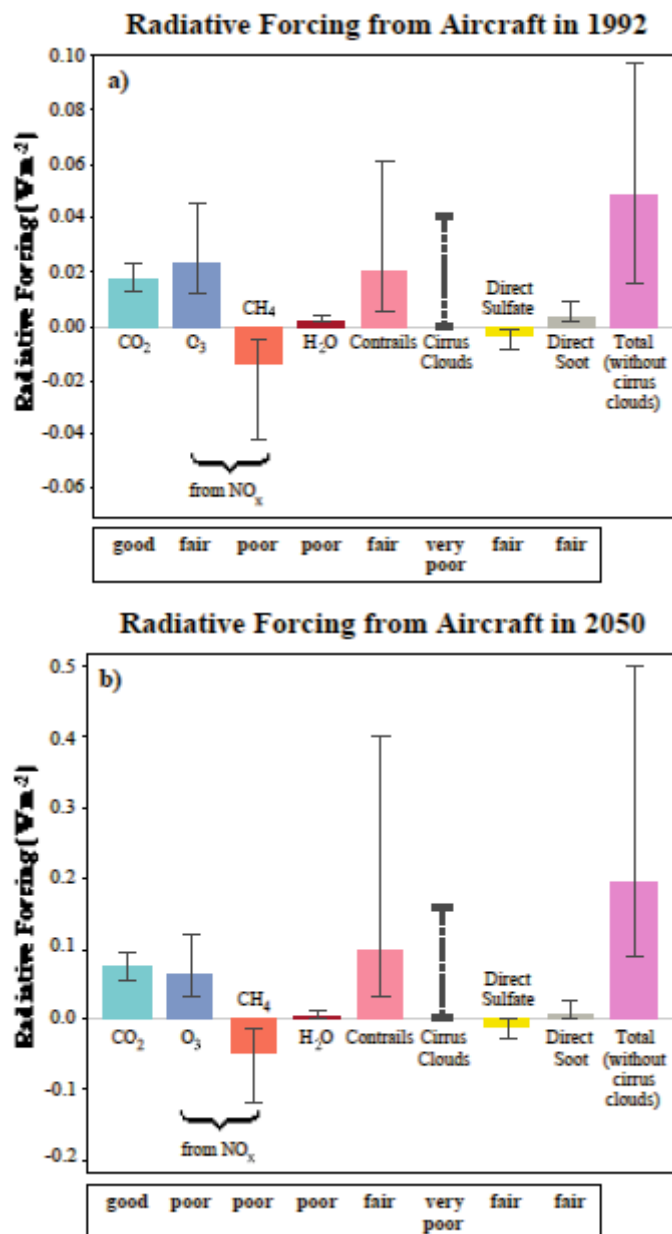 Radiative Forcing from Aircraft in 1992
a)
Radiative Forcing (Wm-2)
0.10
0.08
0.06
0.04
0.02
0.00
-0.02
-0.04
-0.06
CO2
O3
CH4
H2O
Contrails
Cirrus
Clouds
Direct
Sulfate
Direct
Soot
Total
(without
cirrus
clouds)
from NOx
good fair poor poor fair very poor fair fair
Radiative Forcing from Aircraft in 2050
b)
Radiative Forcing (Wm-2)
0.5
0.4
0.3
0.2
0.1
0.0
-0.1
-0.2
CO2
O3
CH4
H2O
Contrails
Cirrus
Clouds
Direct
Sulfate
Direct
Soot
Total
(without
cirrus
clouds)
from NOx
good poor poor poor fair very poor fair fair